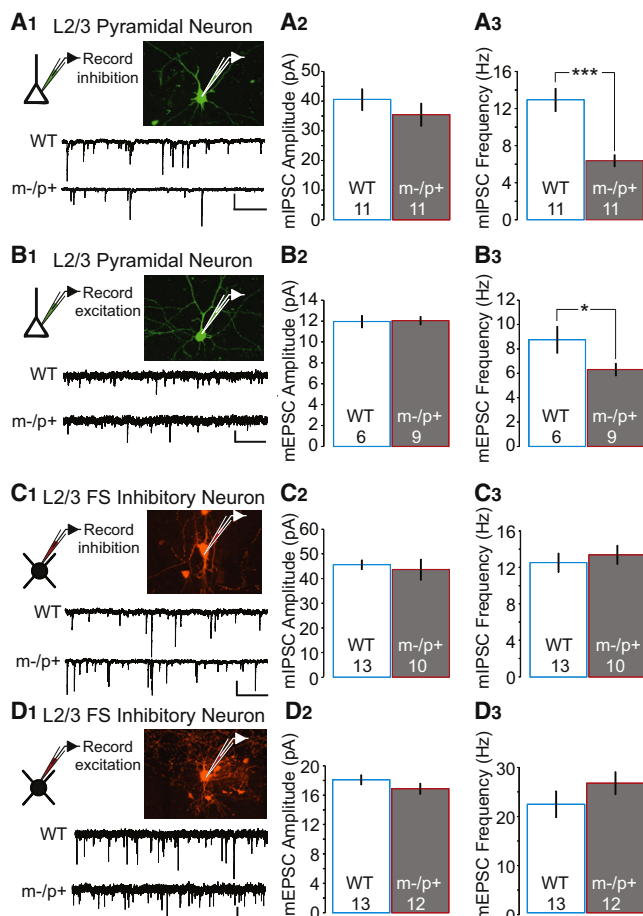 A1 L2/3 Pyramidal Neuron
Record
inhibition
WT
m-/p+
A2
mIPSC Amplitude (pA)
50
40
30
20
10
0
WT
11
m-/p+
11
A3
mIPSC Frequency (Hz)
16
12
8
4
0
***
WT
11
m-/p+
11
B1
L2/3 Pyramidal Neuron
Record
excitation
WT
m-/p+
B2
mEPSC Amplitude (pA)
14
12
10
8
6
4
2
0
WT
6
m-/p+
9
B3
mEPSC Frequency (Hz)
12
10
8
6
4
2
0
*
WT
6
m-/p+
9
C1
L2/3 FS Inhibitory Neuron
Record
inhibition
WT
m-/p+
C2
mIPSC Amplitude (pA)
60
50
40
30
20
10
0
WT
13
m-/p+
10
C3
mIPSC Frequency (Hz)
16
12
8
4
0
WT
13
m-/p+
10
D1
L2/3 FS Inhibitory Neuron
Record
excitation
WT
m-/p+
D2
mEPSC Amplitude (pA)
20
16
12
8
4
0
WT
13
m-/p+
12
D3
mEPSC Frequency (Hz)
30
20
10
0
WT
13
m-/p+
12